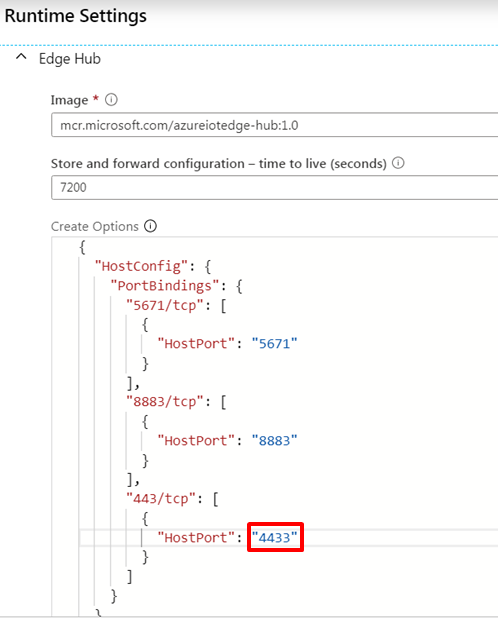 Runtime Settings
Edge Hub
Image *
mcr.microsoft.com/azureiotedge-hub:1.0
Store and forward configuration – time to live (seconds)
7200
Create Options
{
"HostConfig": {
"PortBindings": {
"5671/tcp": [
{
"HostPort": "5671"
}
],
"8883/tcp": [
{
"HostPort": "8883"
}
],
"443/tcp": [
{
"HostPort": "4433"
}
]
}
}